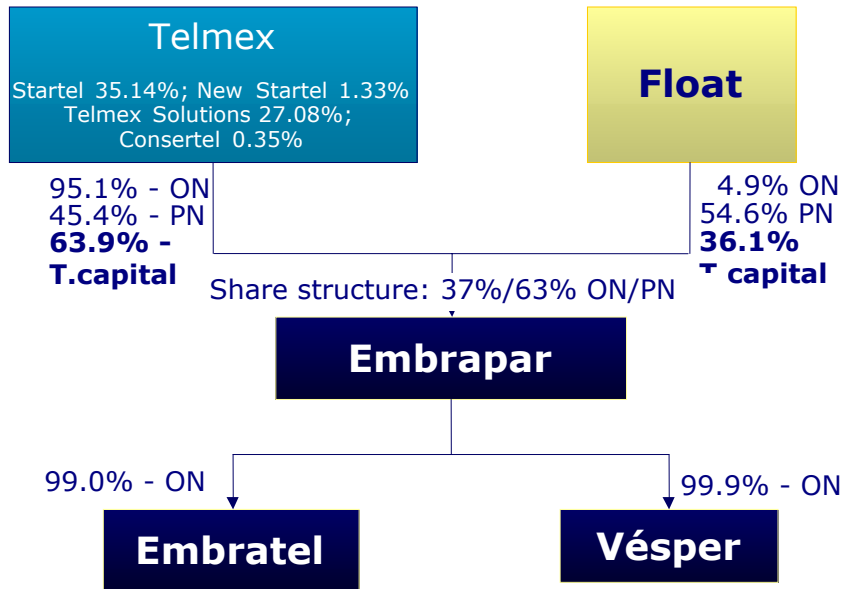 Telmex
Startel 35.14%; New Startel 1.33%
Telmex Solutions 27.08%;
Consertel 0.35%
Float
95.1% - ON
45.4% - PN
63.9% -
T.capital
4.9% ON
54.6% PN
36.1%
T capital
Share structure: 37%/63% ON/PN
Embrapar
99.0% - ON
99.9% - ON
Embratel
Vésper